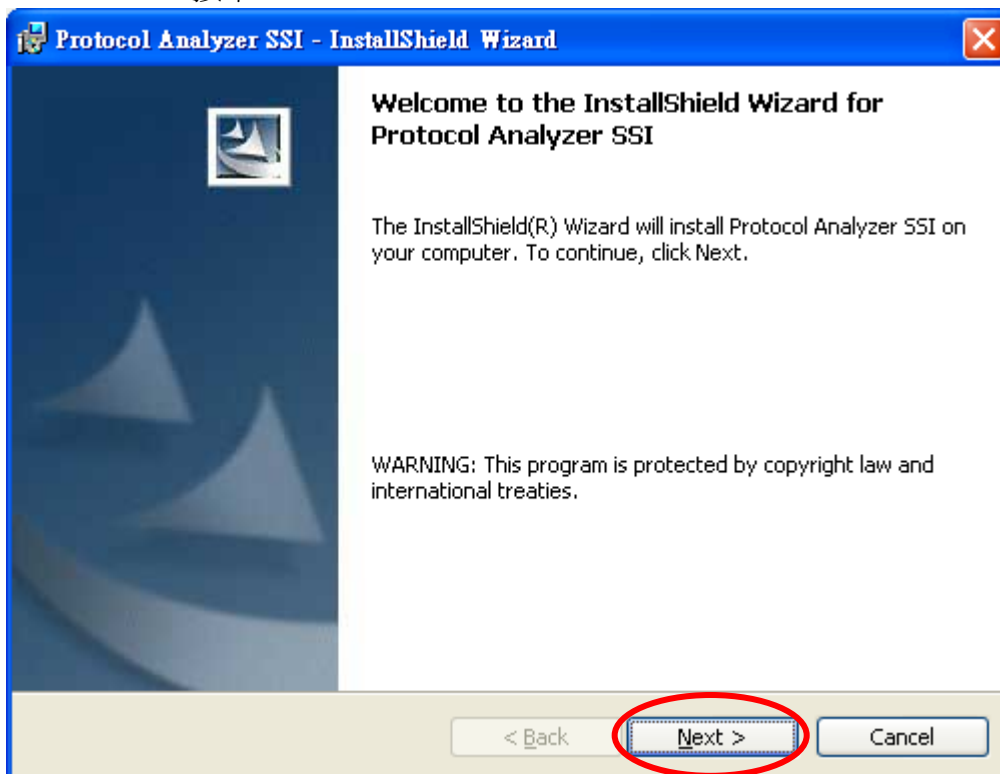 Protocol Analyzer SSI - InstallShield Wizard
Welcome to the InstallShield Wizard for
Protocol Analyzer SSI
The InstallShield(R) Wizard will install Protocol Analyzer SSI on
your computer. To continue, click Next.
WARNING: This program is protected by copyright law and
international treaties.
< Back
Next >
Cancel